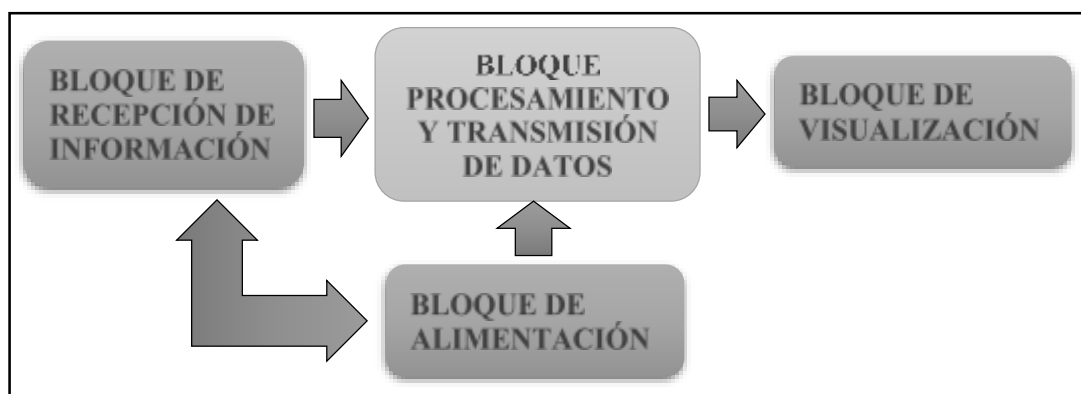 BLOQUE DE
RECEPCIÓN DE
INFORMACIÓN
BLOQUE
PROCESAMIENTO
Y TRANSMISIÓN
DE DATOS
BLOQUE DE
VISUALIZACIÓN
BLOQUE DE
ALIMENTACIÓN